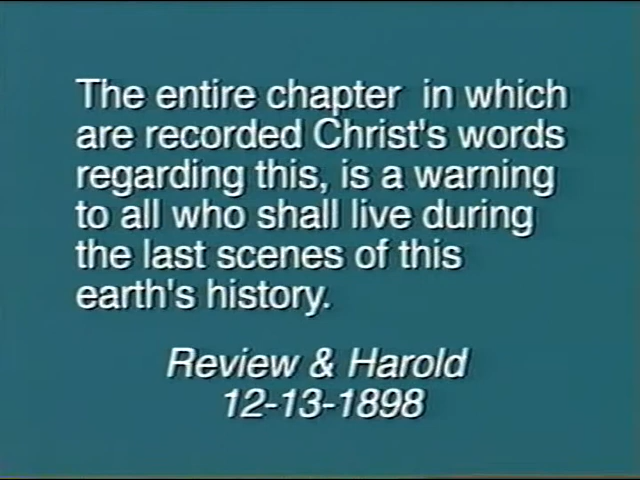 The entire chapter in which
are recorded Christ's words
regarding this, is a warning
to all who shall live during
the last scenes of this
earth's history.
Review & Harold
12-13-1898